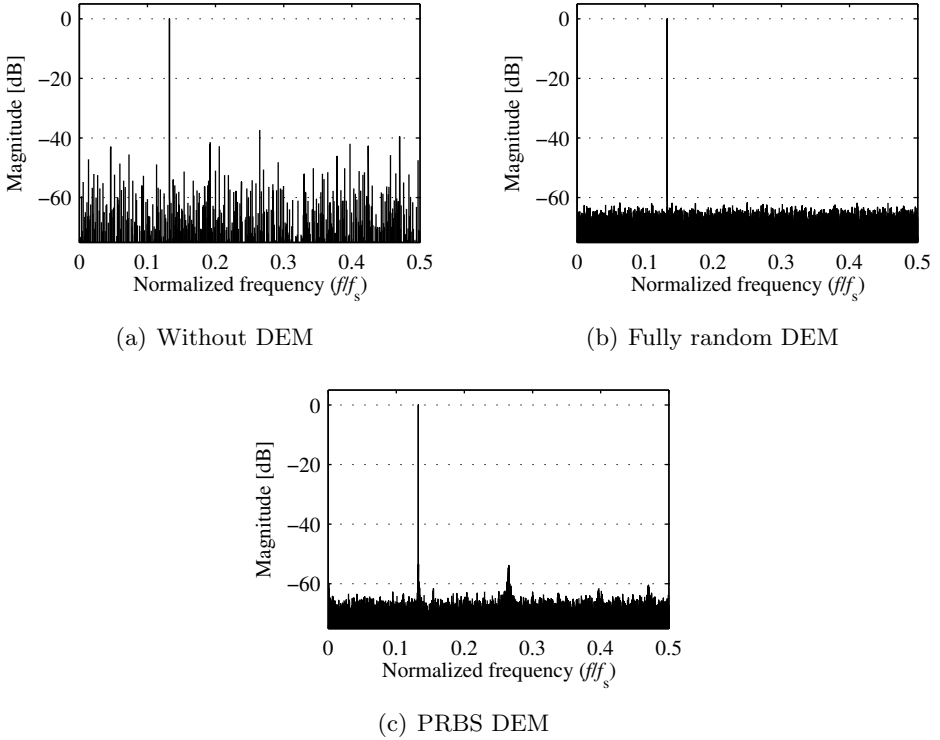 0
−20
−40
−60
Magnitude [dB]
0 0.1 0.2 0.3 0.4 0.5
Normalized frequency (f/fs)
(a) Without DEM
0
−20
−40
−60
Magnitude [dB]
0 0.1 0.2 0.3 0.4 0.5
Normalized frequency (f/fs)
(b) Fully random DEM
0
−20
−40
−60
Magnitude [dB]
0 0.1 0.2 0.3 0.4 0.5
Normalized frequency (f/fs)
(c) PRBS DEM